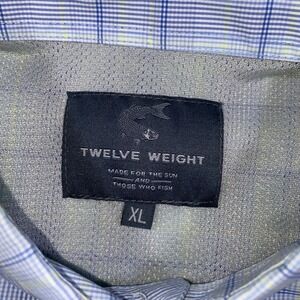 TWELVE WEIGHT
MADE FOR THE SUN
AND
THOSE WHO FISH
XL